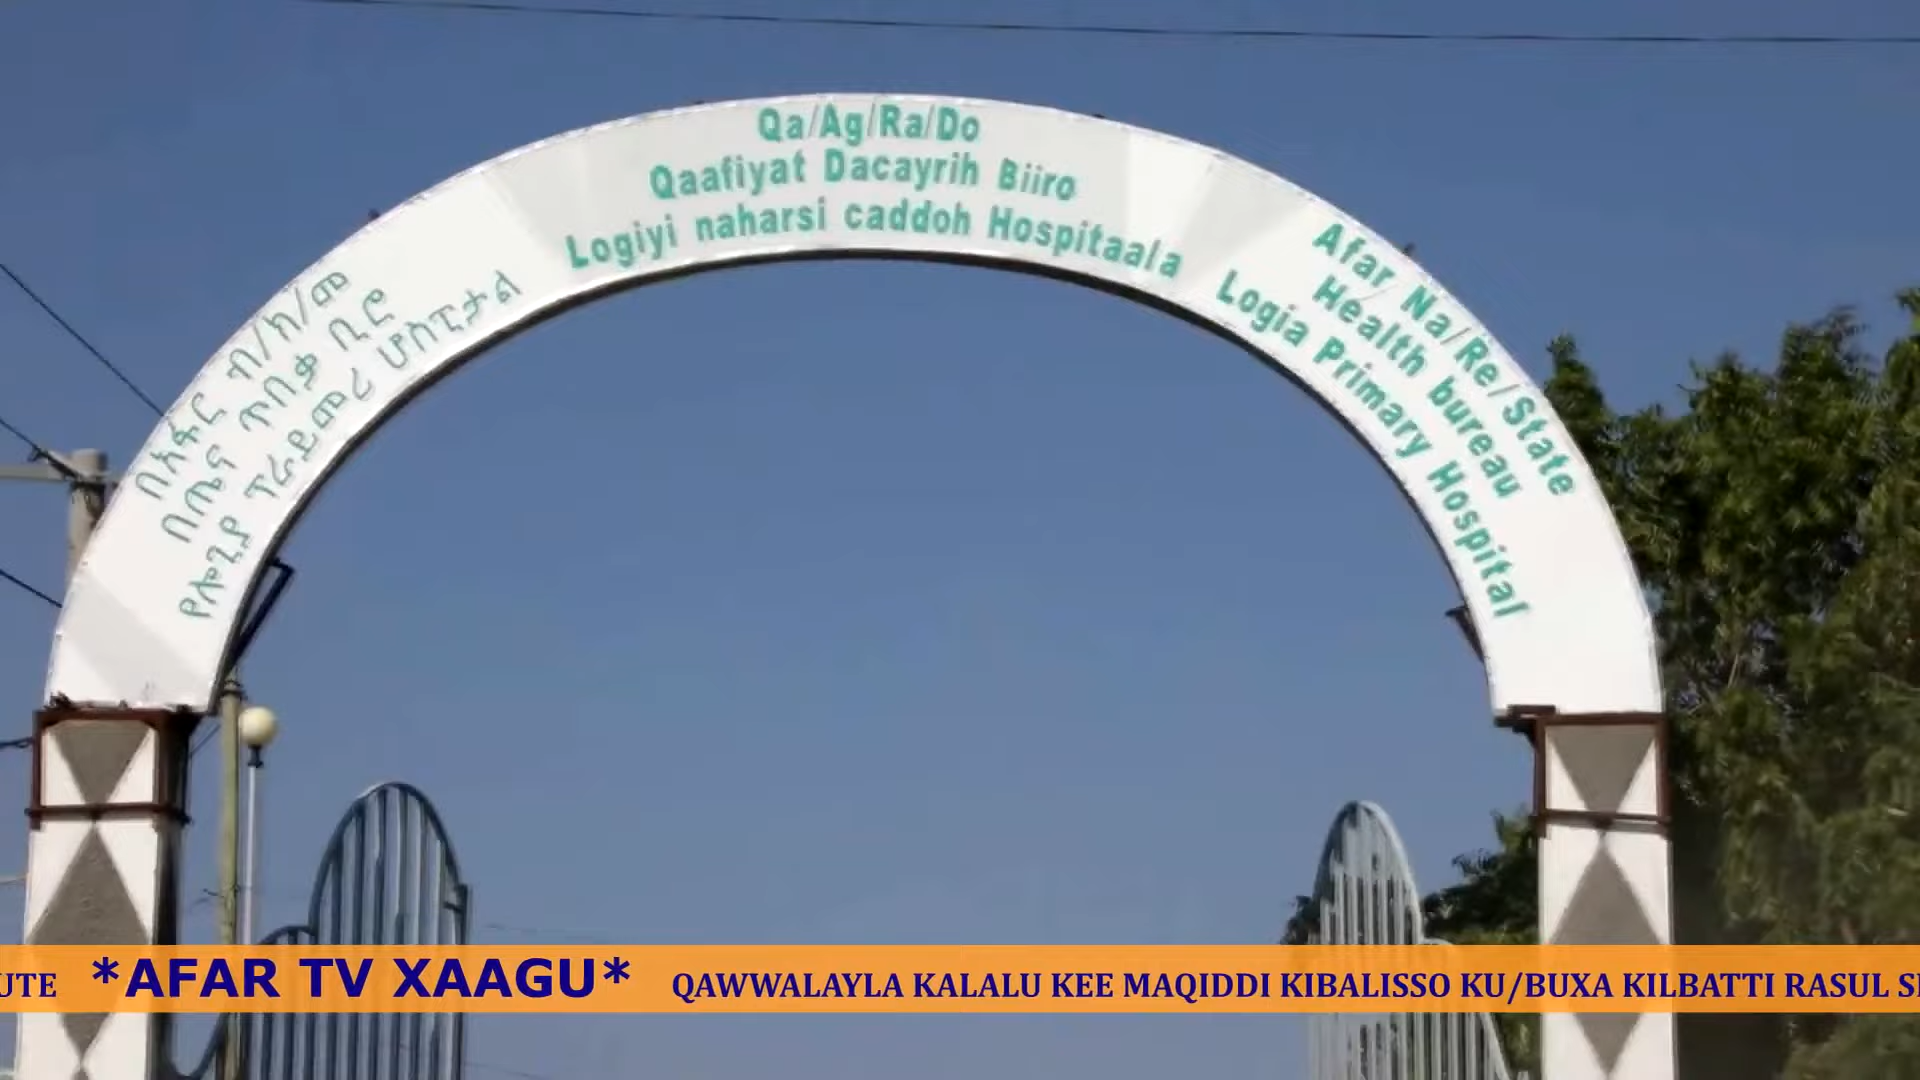 በአፋር ብ/ክ/መ
በጤና ጥበቃ ቢሮ
የሎጊያ ፕራይመሪ ሆስፒታል
Qa/Ag/Ra/Do
Qaafiyat Dacayrih Biiro
Logiyi naharsi caddoh Hospitaala
Afar Na/Re/State
Health bureau
Logia Primary Hospital
UTE *AFAR TV XAAGU* QAWWALAYLA KALALU KEE MAQIDDI KIBALISSO KU/BUXA KILBATTI RASUL